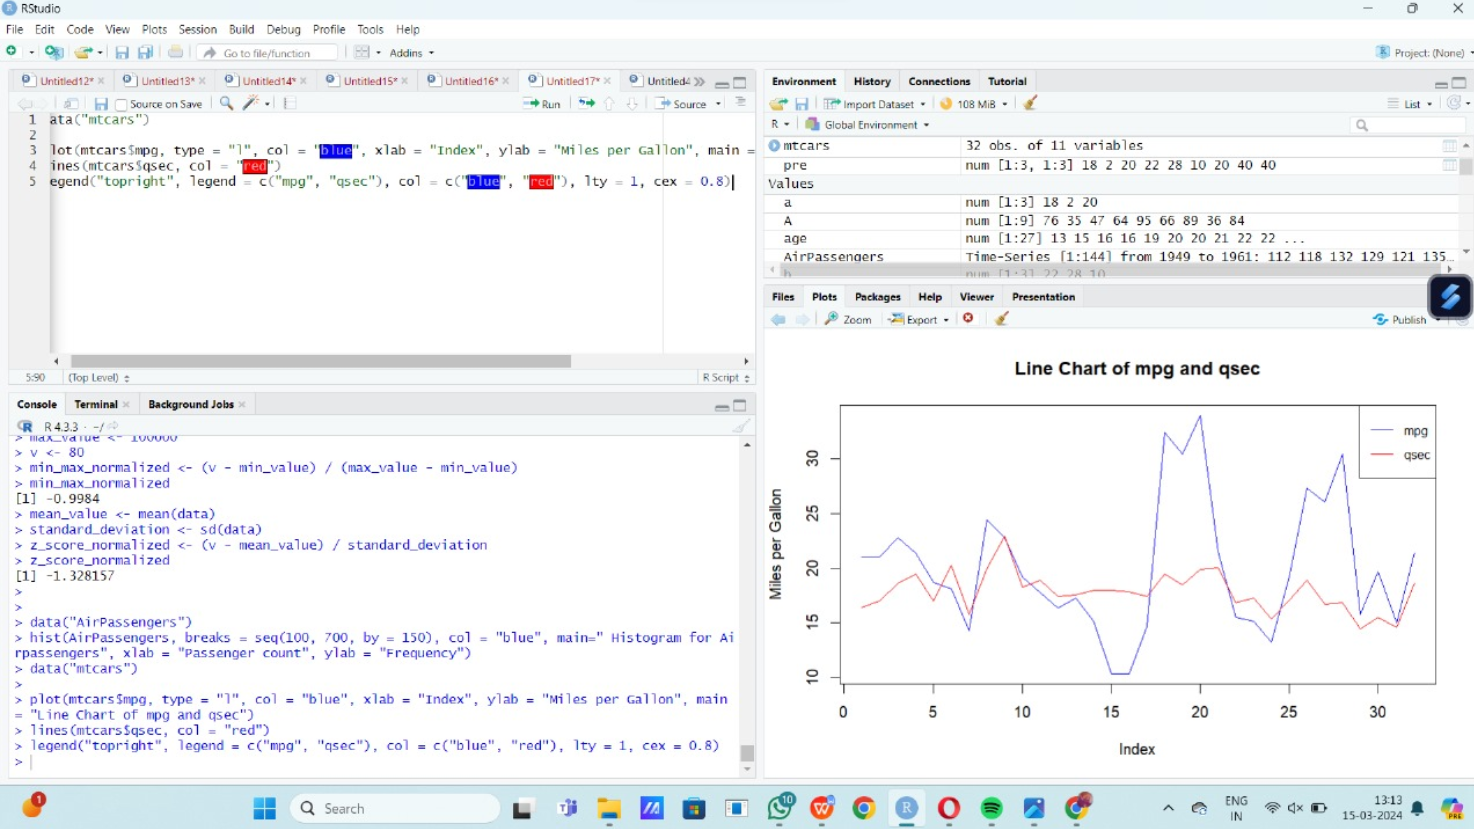 RStudio
File Edit Code View Plots Session Build Debug Profile Tools Help
Go to file/function Addins Project: (None)
Untitled12* Untitled13* Untitled14* Untitled15* Untitled16* Untitled17* Untitled4
Source on Save Run Source
1 ata("mtcars")
2
3 lot(mtcars$mpg, type = "l", col = "blue", xlab = "Index", ylab = "Miles per Gallon", main =
4 ines(mtcars$qsec, col = "red")
5 egend("topright", legend = c("mpg", "qsec"), col = c("blue", "red"), lty = 1, cex = 0.8)
5:90 (Top Level) R Script
Console Terminal Background Jobs
R 4.3.3 · ~/
> max_value <- 100000
> v <- 80
> min_max_normalized <- (v - min_value) / (max_value - min_value)
> min_max_normalized
[1] -0.9984
> mean_value <- mean(data)
> standard_deviation <- sd(data)
> z_score_normalized <- (v - mean_value) / standard_deviation
> z_score_normalized
[1] -1.328157
>
>
> data("AirPassengers")
> hist(AirPassengers, breaks = seq(100, 700, by = 150), col = "blue", main=" Histogram for Ai
rpassengers", xlab = "Passenger count", ylab = "Frequency")
> data("mtcars")
>
> plot(mtcars$mpg, type = "l", col = "blue", xlab = "Index", ylab = "Miles per Gallon", main
= "Line Chart of mpg and qsec")
> lines(mtcars$qsec, col = "red")
> legend("topright", legend = c("mpg", "qsec"), col = c("blue", "red"), lty = 1, cex = 0.8)
>
Environment History Connections Tutorial
Import Dataset 108 MiB List
R Global Environment
mtcars 32 obs. of 11 variables
pre num [1:3, 1:3] 18 2 20 22 28 10 20 40 40
Values
a num [1:3] 18 2 20
A num [1:9] 76 35 47 64 95 66 89 36 84
age num [1:27] 13 15 16 16 19 20 20 21 22 22 ...
AirPassengers Time-Series [1:144] from 1949 to 1961: 112 118 132 129 121 135...
b num [1:3] 22 28 10
Files Plots Packages Help Viewer Presentation
Zoom Export Publish
Line Chart of mpg and qsec
mpg
qsec
Miles per Gallon
30
25
20
15
10
0 5 10 15 20 25 30
Index
1 Search 10 ENG
IN
13:13
15-03-2024
PRE